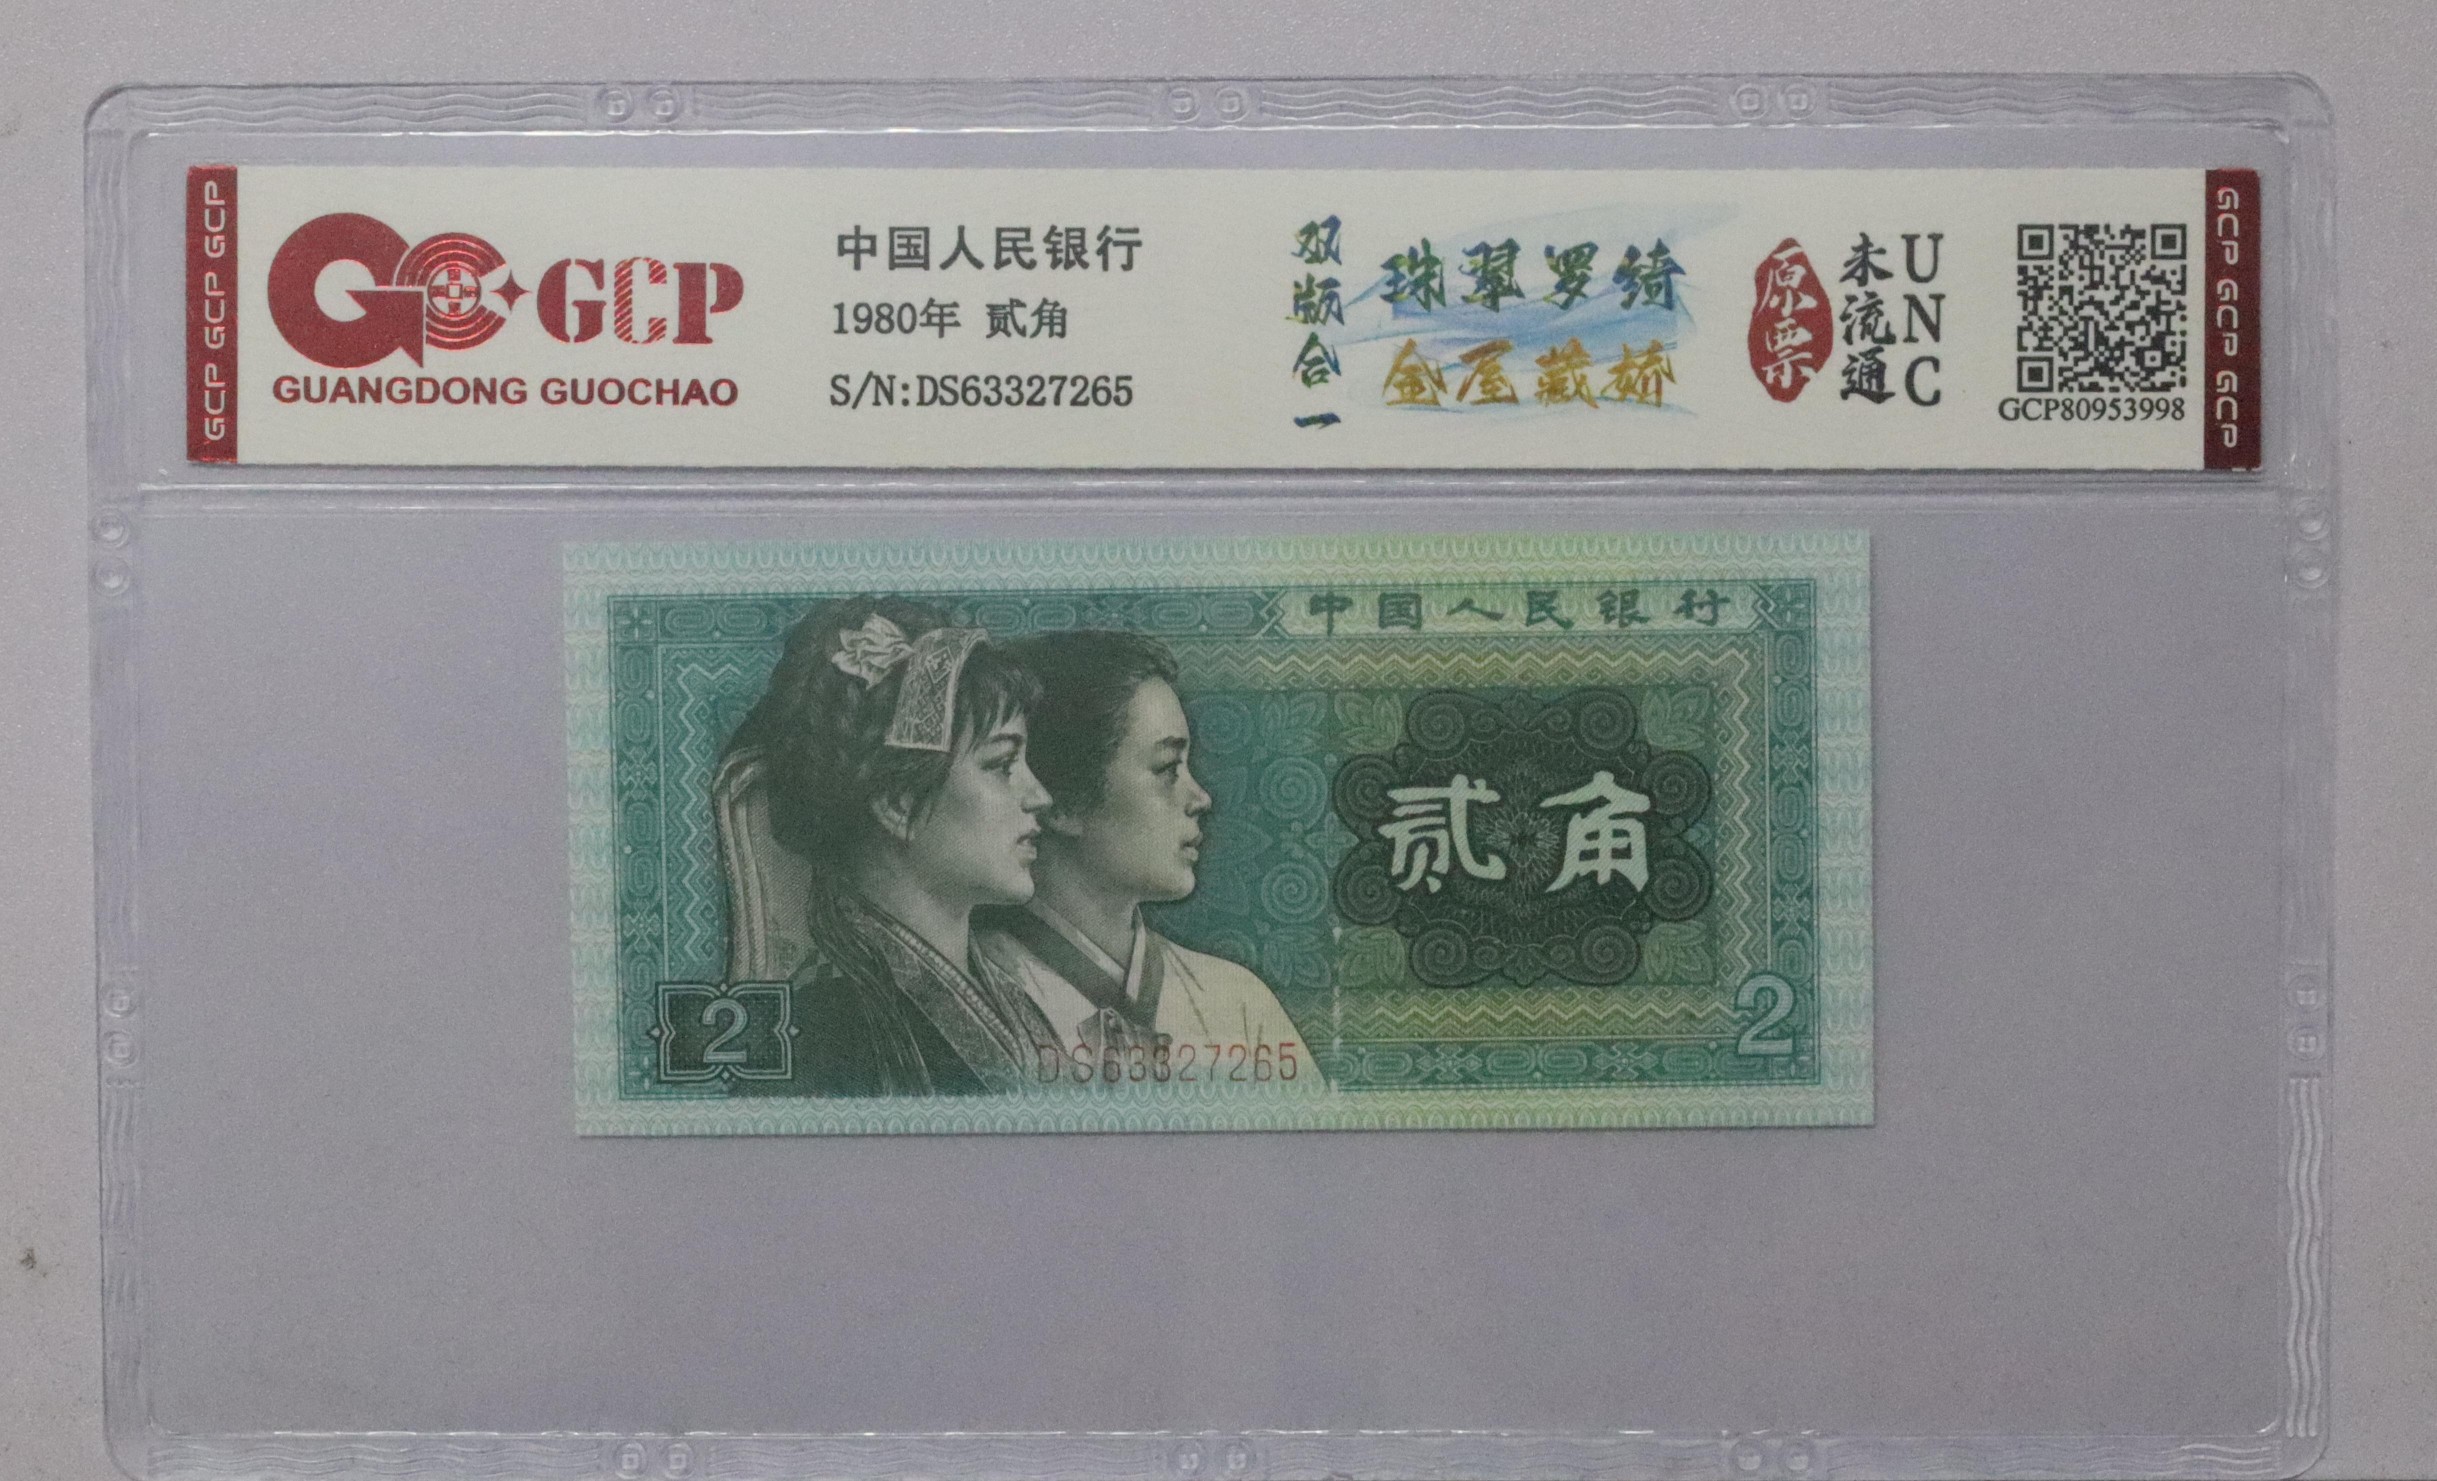 GCP GCP GCP
GCP
GUANGDONG GUOCHAO
中国人民银行
1980年 贰角
S/N:DS63327265
双版合一
珠翠罗绮
金屋藏娇
原票
未流通
UNC
GCP80953998
GCP GCP GCP
中国人民银行
贰角
2
2
DS63327265